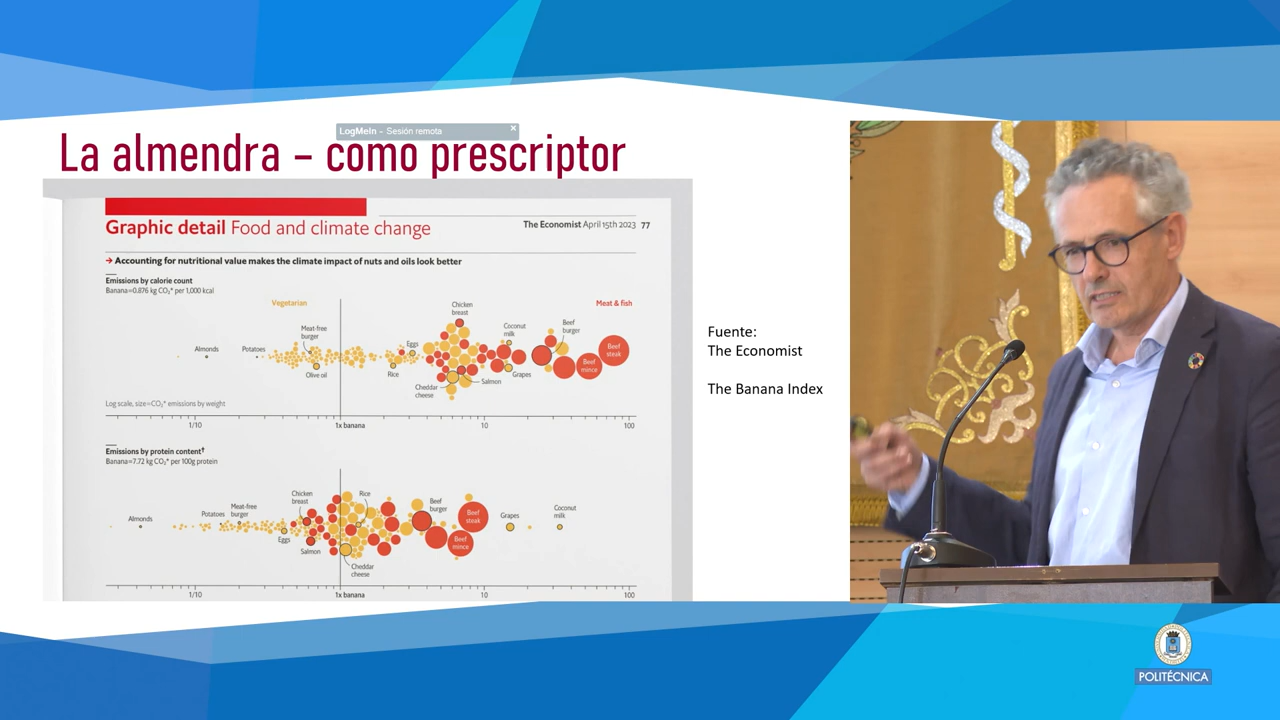 LogMeIn - Sesión remota
La almendra – como prescriptor
Graphic detail Food and climate change
The Economist April 15th 2023 77
→ Accounting for nutritional value makes the climate impact of nuts and oils look better
Emissions by calorie count
Banana=0.876 kg CO₂* per 1,000 kcal
Vegetarian
Meat & fish
Almonds
Potatoes
Meat-free
burger
Olive oil
Rice
Eggs
Chicken
breast
Cheddar
cheese
Salmon
Coconut
milk
Grapes
Beef
burger
Beef
mince
Beef
steak
Log scale, size=CO₂* emissions by weight
1/10
1x banana
10
100
Emissions by protein content†
Banana=7.72 kg CO₂* per 100g protein
Almonds
Potatoes
Meat-free
burger
Eggs
Chicken
breast
Salmon
Rice
Cheddar
cheese
Beef
burger
Beef
mince
Beef
steak
Grapes
Coconut
milk
1/10
1x banana
10
100
Fuente:
The Economist
The Banana Index
POLITÉCNICA